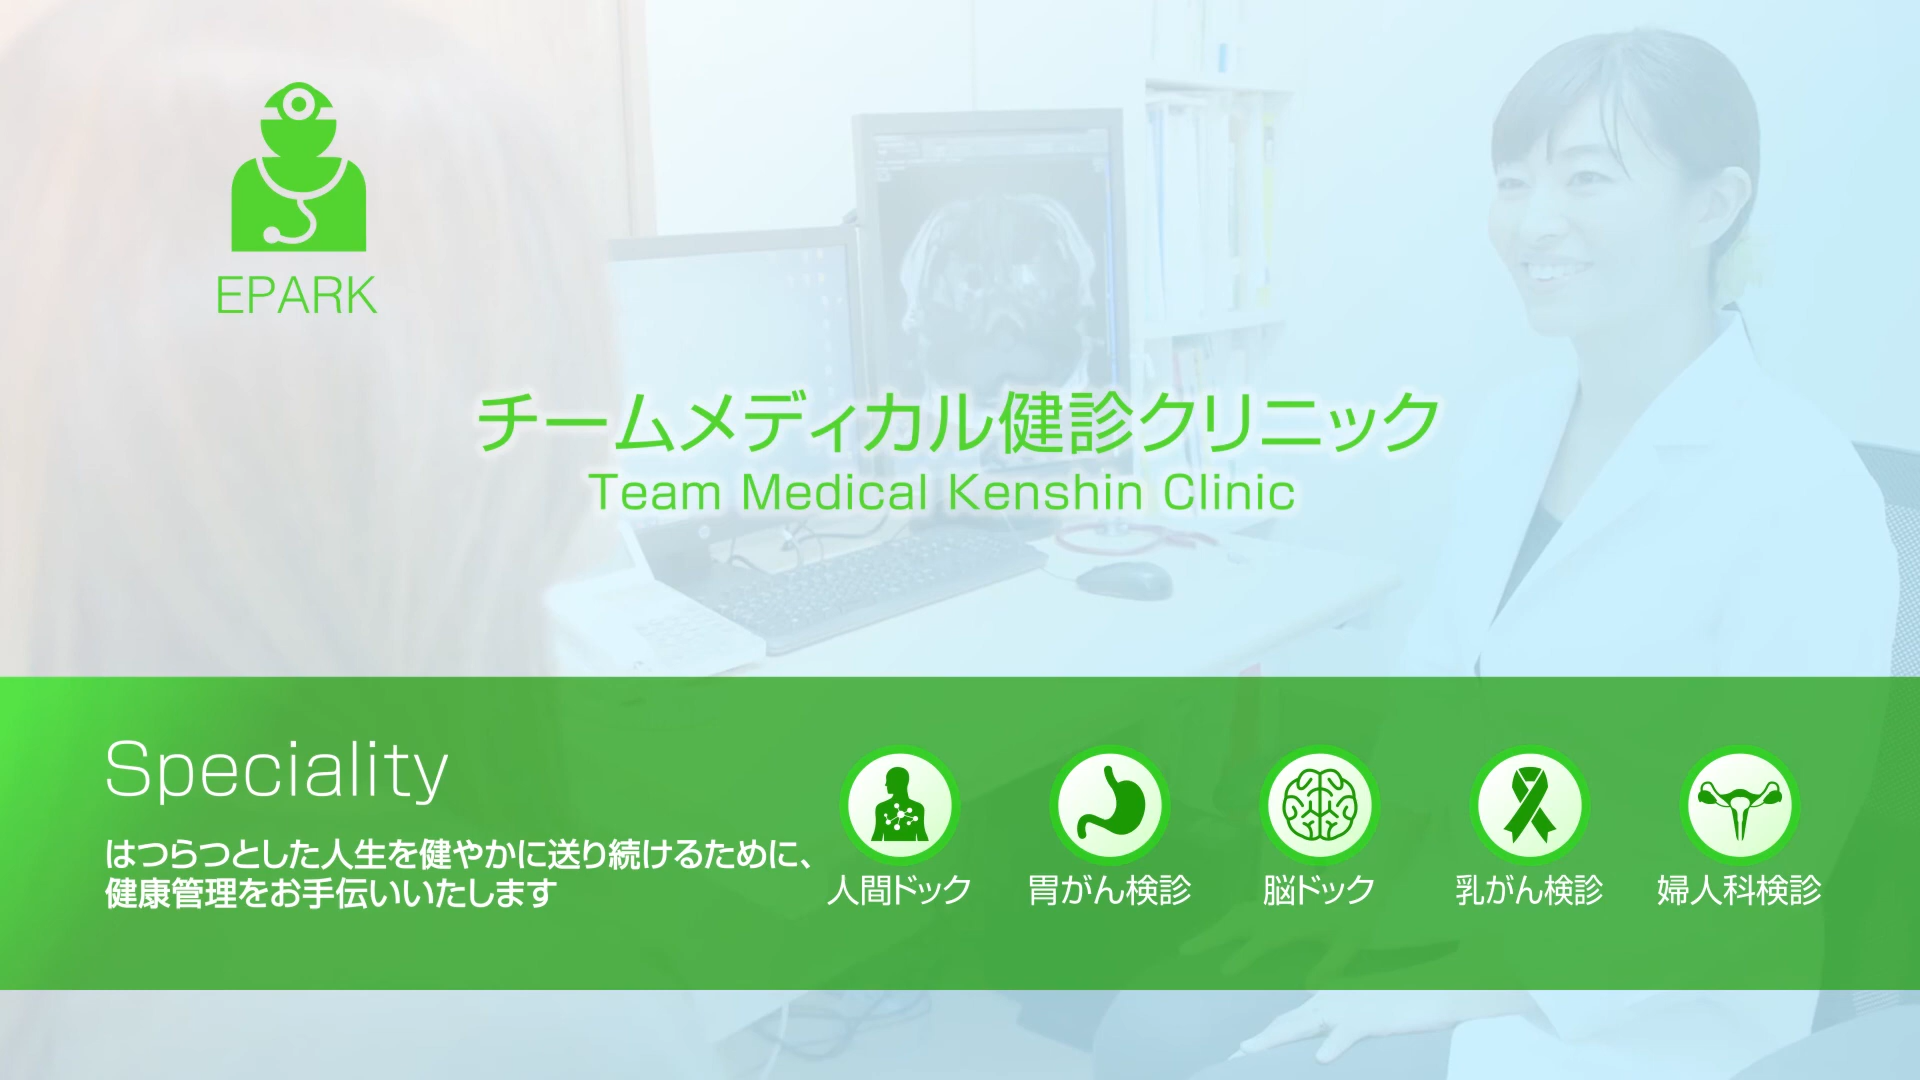 EPARK
チームメディカル健診クリニック
Team Medical Kenshin Clinic
Speciality
はつらつとした人生を健やかに送り続けるために、
健康管理をお手伝いいたします
人間ドック
胃がん検診
脳ドック
乳がん検診
婦人科検診